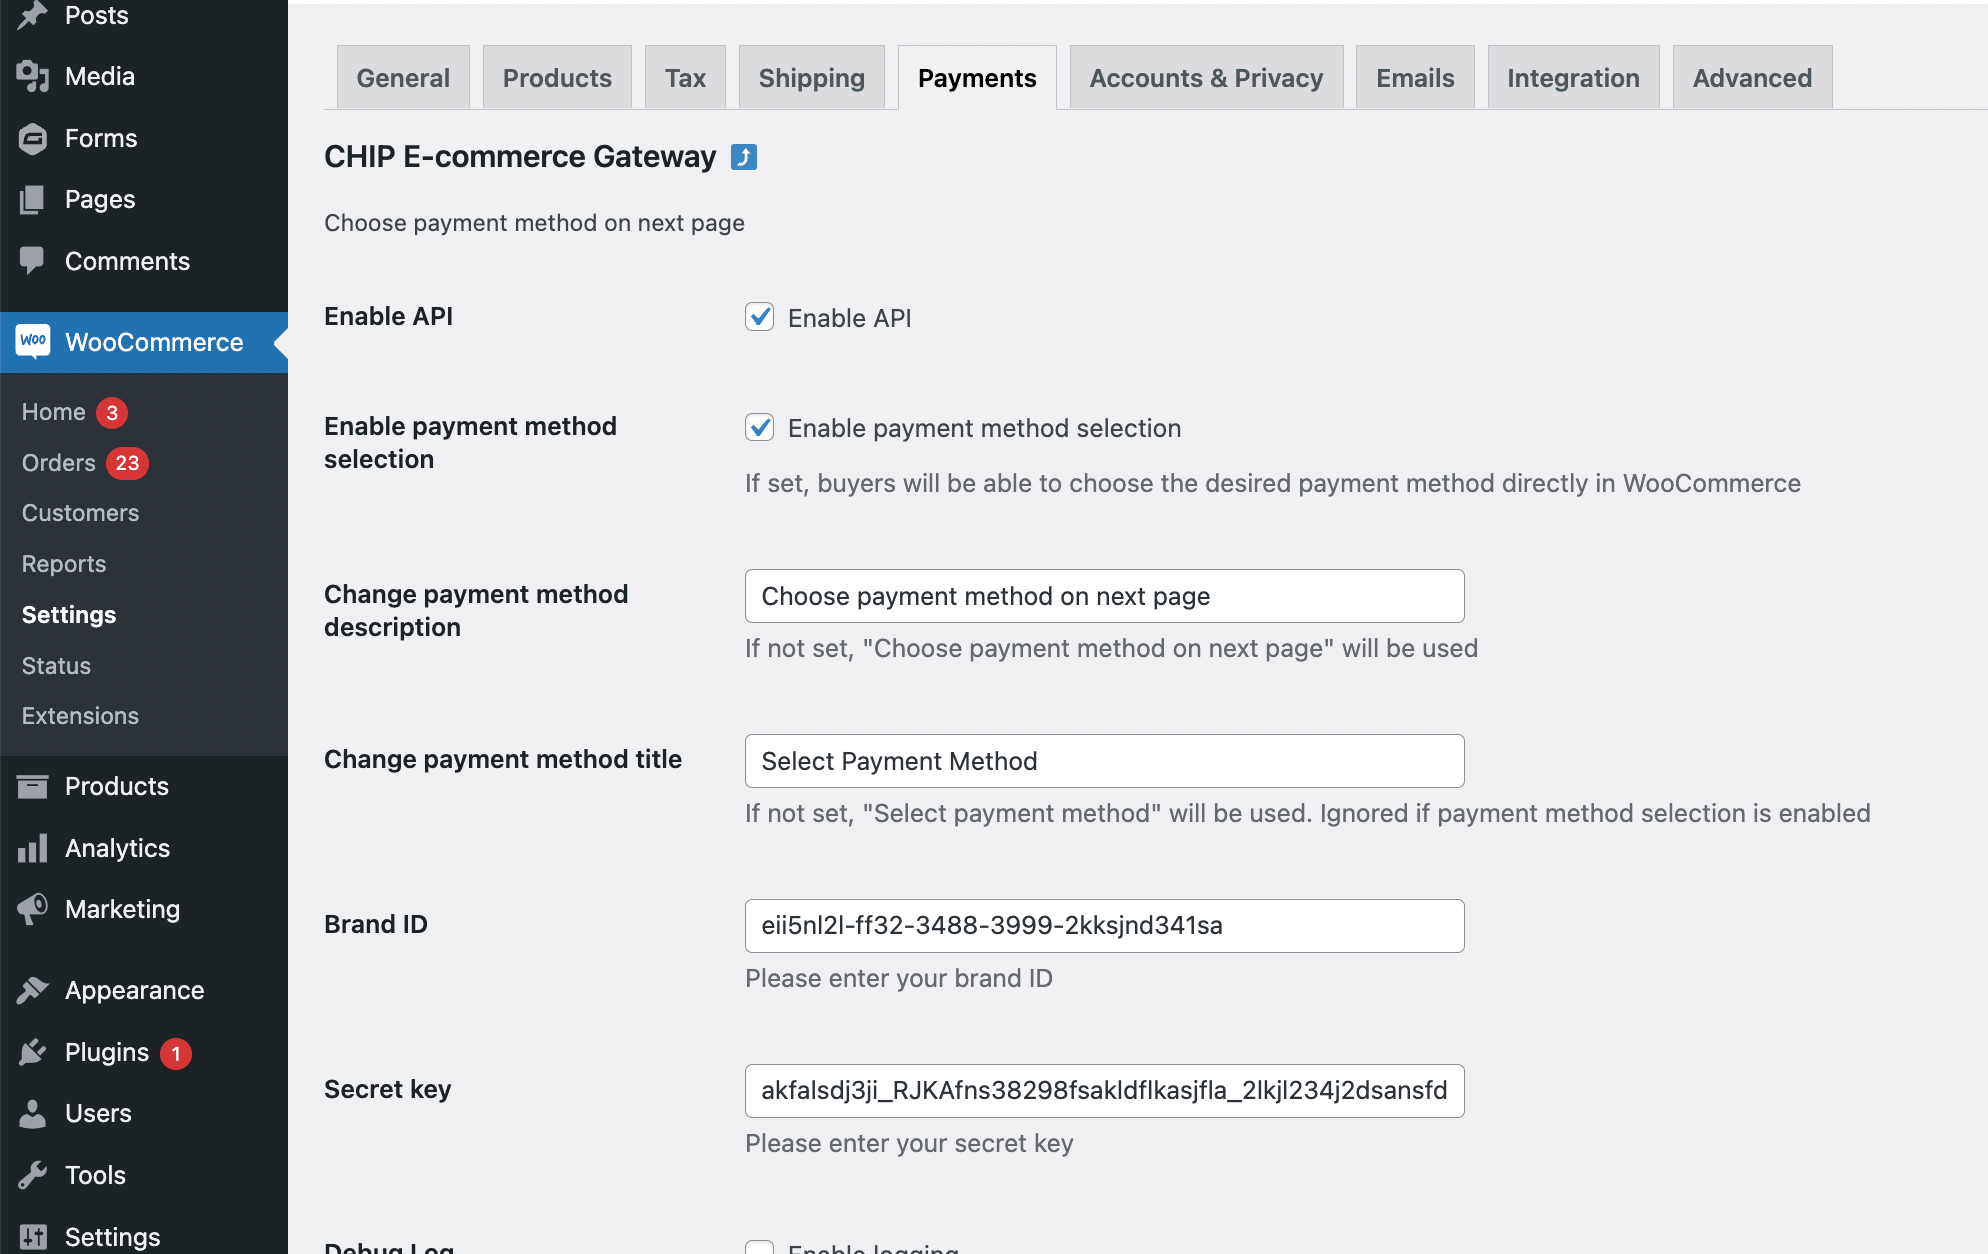 Posts
Media
Forms
Pages
Comments
Woo WooCommerce
Home 3
Orders 23
Customers
Reports
Settings
Status
Extensions
Products
Analytics
Marketing
Appearance
Plugins 1
Users
Tools
Settings
General Products Tax Shipping Payments Accounts & Privacy Emails Integration Advanced
CHIP E-commerce Gateway
Choose payment method on next page
Enable API
Enable API
Enable payment method
selection
Enable payment method selection
If set, buyers will be able to choose the desired payment method directly in WooCommerce
Change payment method
description
Choose payment method on next page
If not set, "Choose payment method on next page" will be used
Change payment method title
Select Payment Method
If not set, "Select payment method" will be used. Ignored if payment method selection is enabled
Brand ID
eii5nl2l-ff32-3488-3999-2kksjnd341sa
Please enter your brand ID
Secret key
akfalsdj3ji_RJKAfns38298fsakldflkasjfla_2lkjl234j2dsansfd
Please enter your secret key
Debug Log
Enable logging